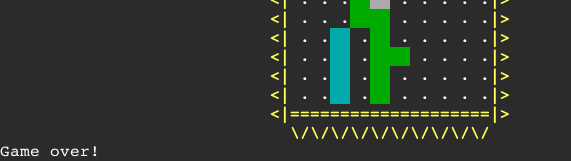 <| . . .     . . . . .|>
<| . . .     . . . . .|>
<| . .   .   . . . . .|>
<| . .   .     . . . .|>
<| . .   .   . . . . .|>
<| . .   .   . . . . .|>
<|====================|>
\/\/\/\/\/\/\/\/\/\/
Game over!